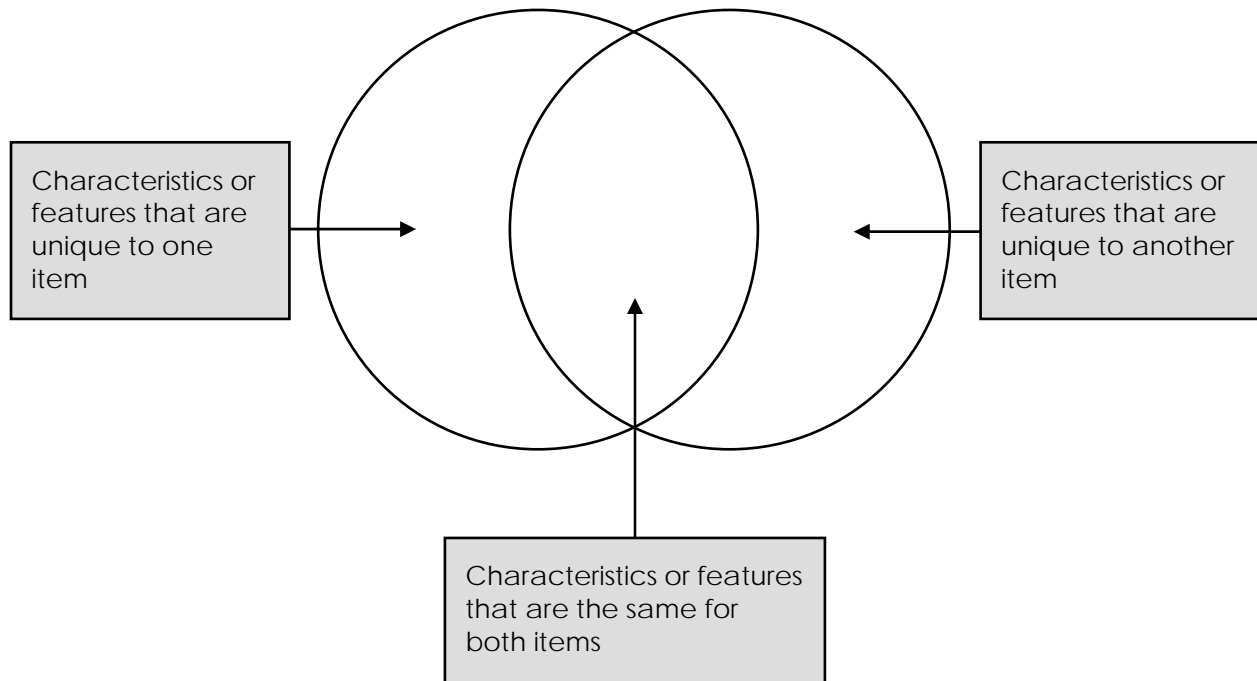 Characteristics or
features that are
unique to one
item
Characteristics or
features that are
unique to another
item
Characteristics or features
that are the same for
both items